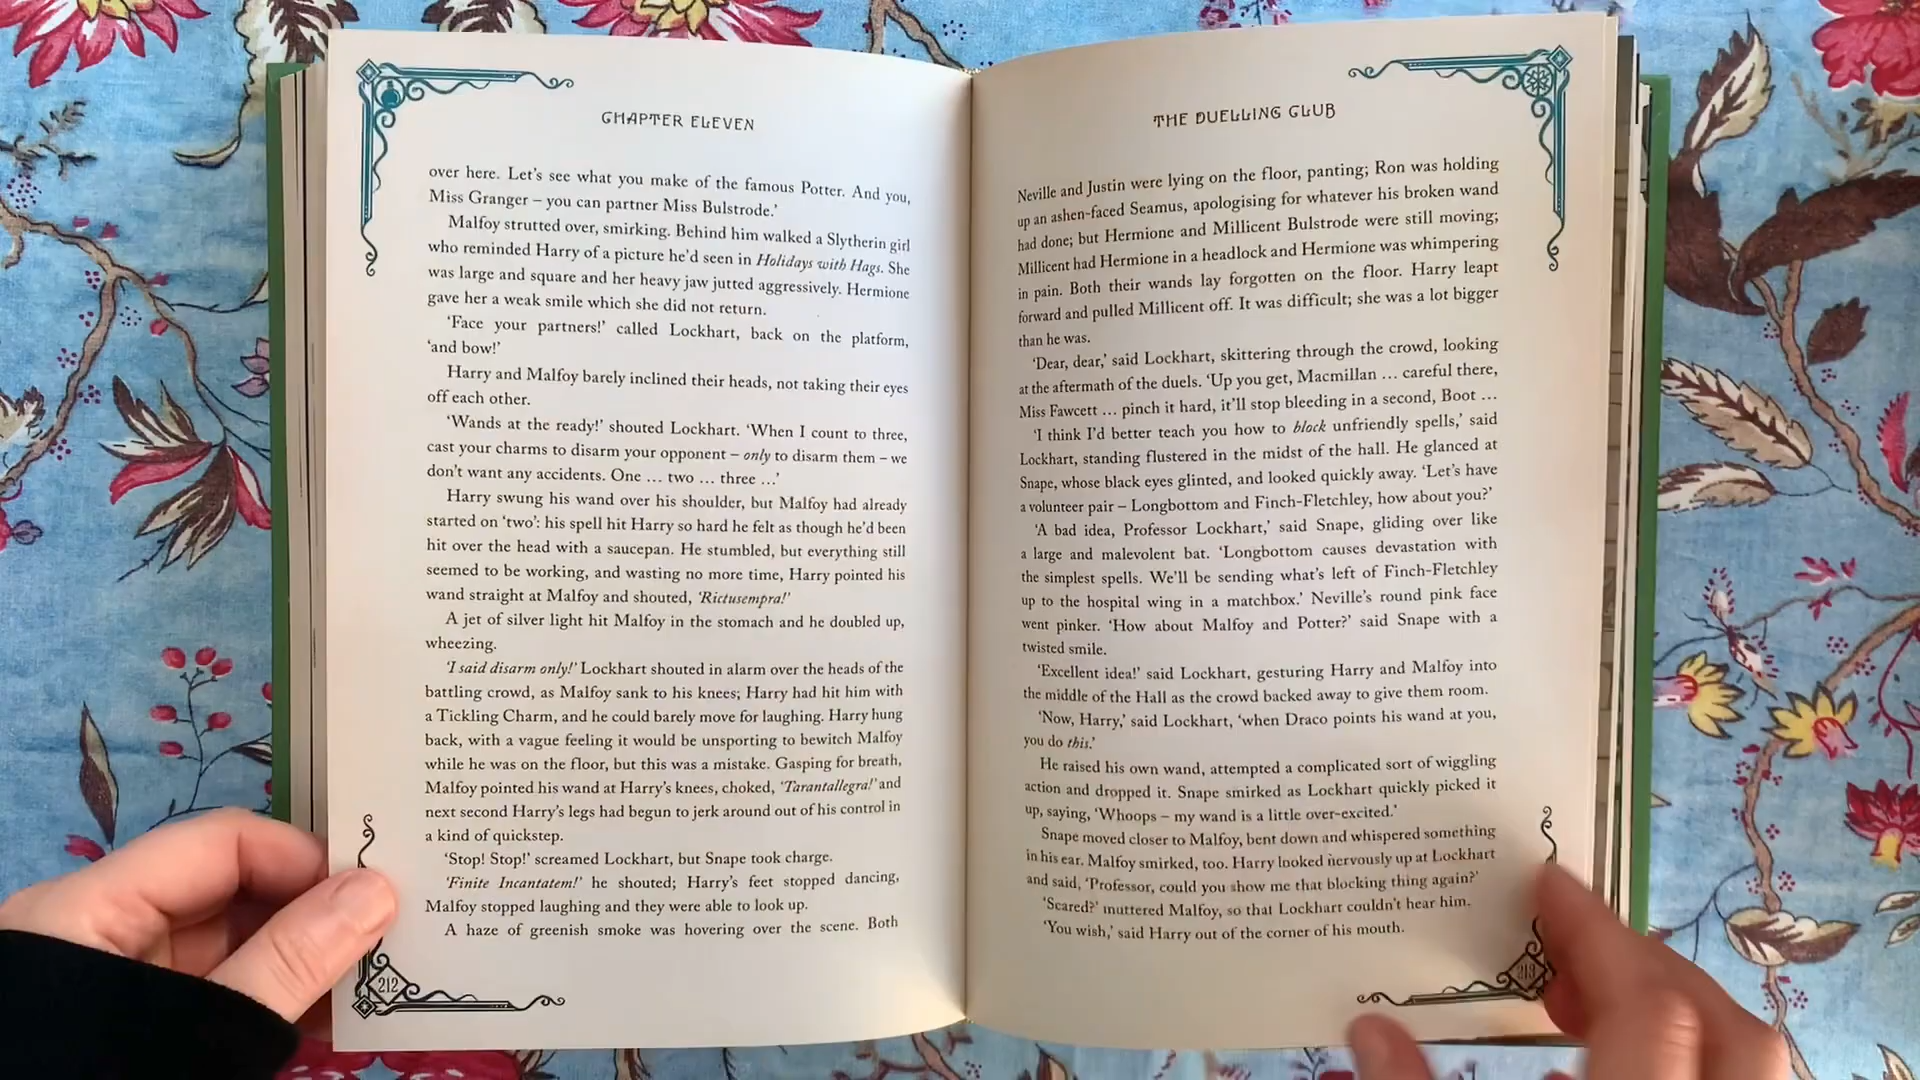 CHAPTER ELEVEN
over here. Let's see what you make of the famous Potter. And you,
Miss Granger – you can partner Miss Bulstrode.'
Malfoy strutted over, smirking. Behind him walked a Slytherin girl
who reminded Harry of a picture he'd seen in Holidays with Hags. She
was large and square and her heavy jaw jutted aggressively. Hermione
gave her a weak smile which she did not return.
'Face your partners!' called Lockhart, back on the platform,
'and bow!'
Harry and Malfoy barely inclined their heads, not taking their eyes
off each other.
'Wands at the ready!' shouted Lockhart. 'When I count to three,
cast your charms to disarm your opponent – only to disarm them – we
don't want any accidents. One … two … three …'
Harry swung his wand over his shoulder, but Malfoy had already
started on 'two': his spell hit Harry so hard he felt as though he'd been
hit over the head with a saucepan. He stumbled, but everything still
seemed to be working, and wasting no more time, Harry pointed his
wand straight at Malfoy and shouted, 'Rictusempra!'
A jet of silver light hit Malfoy in the stomach and he doubled up,
wheezing.
'I said disarm only!' Lockhart shouted in alarm over the heads of the
battling crowd, as Malfoy sank to his knees; Harry had hit him with
a Tickling Charm, and he could barely move for laughing. Harry hung
back, with a vague feeling it would be unsporting to bewitch Malfoy
while he was on the floor, but this was a mistake. Gasping for breath,
Malfoy pointed his wand at Harry's knees, choked, 'Tarantallegra!' and
next second Harry's legs had begun to jerk around out of his control in
a kind of quickstep.
'Stop! Stop!' screamed Lockhart, but Snape took charge.
'Finite Incantatem!' he shouted; Harry's feet stopped dancing,
Malfoy stopped laughing and they were able to look up.
A haze of greenish smoke was hovering over the scene. Both
212
THE DUELLING CLUB
Neville and Justin were lying on the floor, panting; Ron was holding
up an ashen-faced Seamus, apologising for whatever his broken wand
had done; but Hermione and Millicent Bulstrode were still moving;
Millicent had Hermione in a headlock and Hermione was whimpering
in pain. Both their wands lay forgotten on the floor. Harry leapt
forward and pulled Millicent off. It was difficult; she was a lot bigger
than he was.
'Dear, dear,' said Lockhart, skittering through the crowd, looking
at the aftermath of the duels. 'Up you get, Macmillan … careful there,
Miss Fawcett … pinch it hard, it'll stop bleeding in a second, Boot …
'I think I'd better teach you how to block unfriendly spells,' said
Lockhart, standing flustered in the midst of the hall. He glanced at
Snape, whose black eyes glinted, and looked quickly away. 'Let's have
a volunteer pair – Longbottom and Finch-Fletchley, how about you?'
'A bad idea, Professor Lockhart,' said Snape, gliding over like
a large and malevolent bat. 'Longbottom causes devastation with
the simplest spells. We'll be sending what's left of Finch-Fletchley
up to the hospital wing in a matchbox.' Neville's round pink face
went pinker. 'How about Malfoy and Potter?' said Snape with a
twisted smile.
'Excellent idea!' said Lockhart, gesturing Harry and Malfoy into
the middle of the Hall as the crowd backed away to give them room.
'Now, Harry,' said Lockhart, 'when Draco points his wand at you,
you do this.'
He raised his own wand, attempted a complicated sort of wiggling
action and dropped it. Snape smirked as Lockhart quickly picked it
up, saying, 'Whoops – my wand is a little over-excited.'
Snape moved closer to Malfoy, bent down and whispered something
in his ear. Malfoy smirked, too. Harry looked nervously up at Lockhart
and said, 'Professor, could you show me that blocking thing again?'
'Scared?' muttered Malfoy, so that Lockhart couldn't hear him.
'You wish,' said Harry out of the corner of his mouth.
213